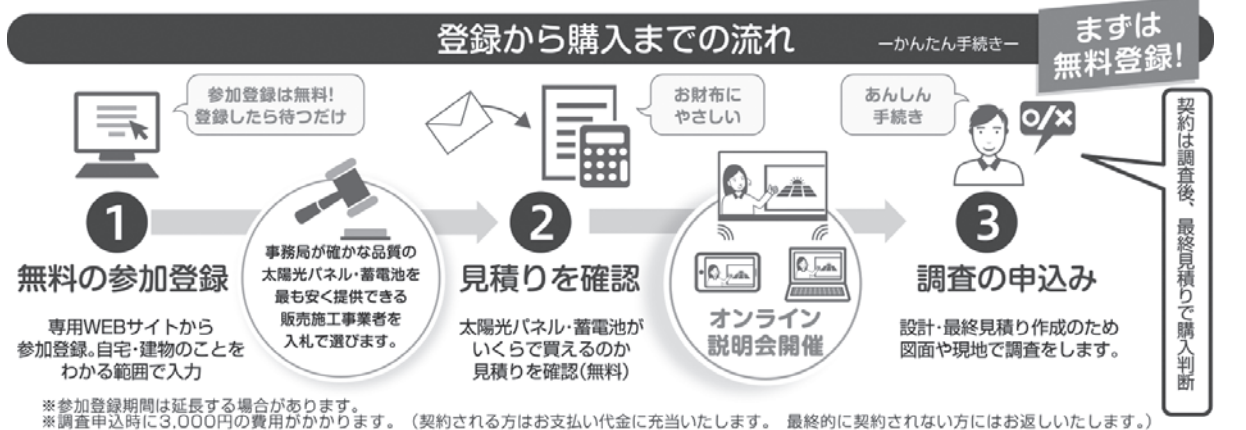 登録から購入までの流れ
ーかんたん手続きー
まずは
無料登録!
参加登録は無料!
登録したら待つだけ
1
無料の参加登録
専用WEBサイトから
参加登録。自宅・建物のことを
わかる範囲で入力
事務局が確かな品質の
太陽光パネル・蓄電池を
最も安く提供できる
販売施工事業者を
入札で選びます。
お財布に
やさしい
2
見積りを確認
太陽光パネル・蓄電池が
いくらで買えるのか
見積りを確認(無料)
オンライン
説明会開催
あんしん
手続き
O/X
3
調査の申込み
設計・最終見積り作成のため
図面や現地で調査をします。
契約は調査後、最終見積りで購入判断
※参加登録期間は延長する場合があります。
※調査申込時に3,000円の費用がかかります。(契約される方はお支払い代金に充当いたします。 最終的に契約されない方にはお返しいたします。)